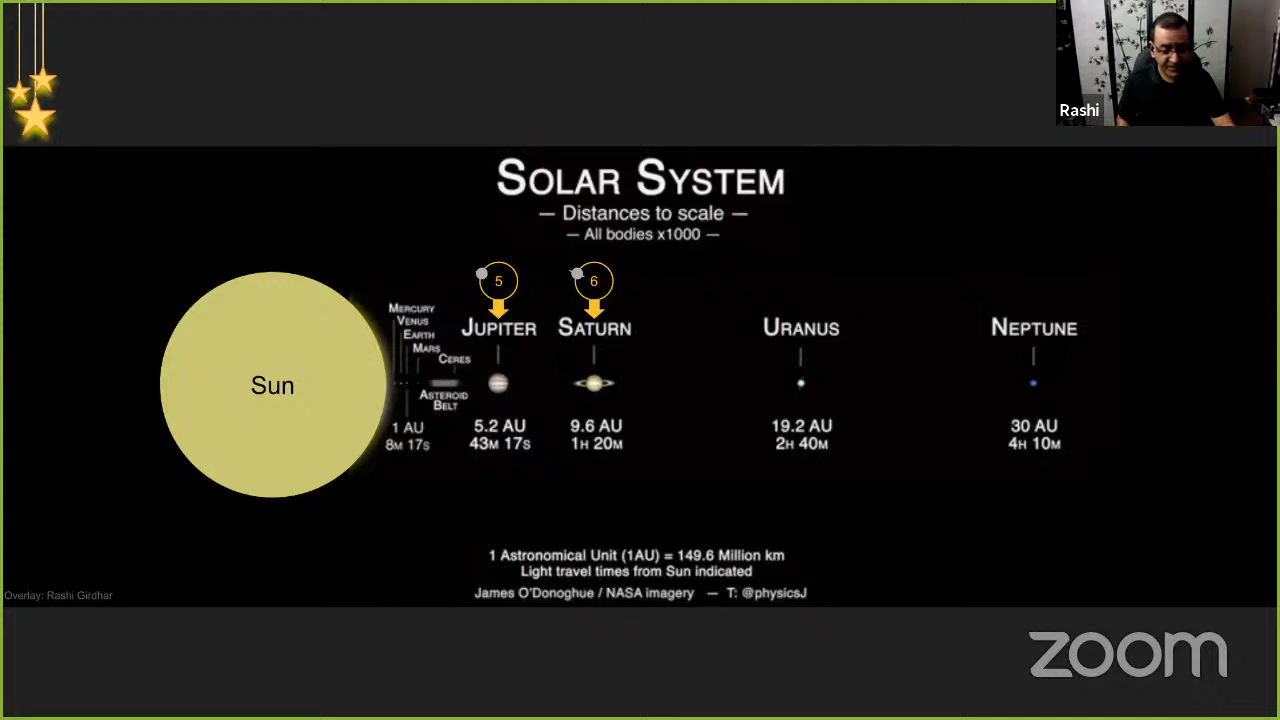 Rashi
SOLAR SYSTEM
— Distances to scale —
— All bodies x1000 —
5
6
MERCURY
VENUS
EARTH
MARS
CERES
JUPITER
SATURN
URANUS
NEPTUNE
Sun
ASTEROID
BELT
1 AU
8M 17S
5.2 AU
43M 17S
9.6 AU
1H 20M
19.2 AU
2H 40M
30 AU
4H 10M
1 Astronomical Unit (1AU) = 149.6 Million km
Light travel times from Sun indicated
James O'Donoghue / NASA imagery — T: @physicsJ
Overlay: Rashi Girdhar
zoom